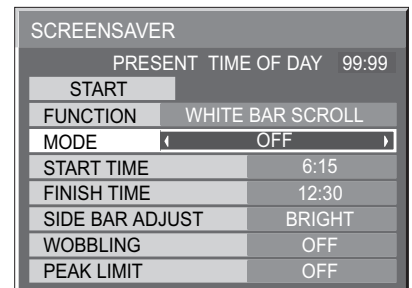 SCREENSAVER
PRESENT TIME OF DAY 99:99
START
FUNCTION WHITE BAR SCROLL
MODE OFF
START TIME 6:15
FINISH TIME 12:30
SIDE BAR ADJUST BRIGHT
WOBBLING OFF
PEAK LIMIT OFF